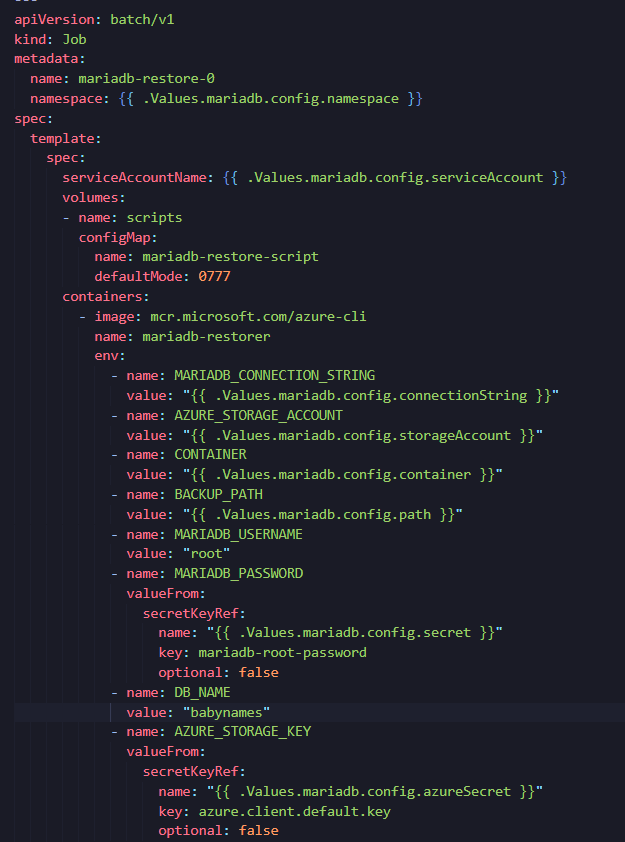 apiVersion: batch/v1
kind: Job
metadata:
  name: mariadb-restore-0
  namespace: {{ .Values.mariadb.config.namespace }}
spec:
  template:
    spec:
      serviceAccountName: {{ .Values.mariadb.config.serviceAccount }}
      volumes:
      - name: scripts
        configMap:
          name: mariadb-restore-script
          defaultMode: 0777
      containers:
        - image: mcr.microsoft.com/azure-cli
          name: mariadb-restorer
          env:
            - name: MARIADB_CONNECTION_STRING
              value: "{{ .Values.mariadb.config.connectionString }}"
            - name: AZURE_STORAGE_ACCOUNT
              value: "{{ .Values.mariadb.config.storageAccount }}"
            - name: CONTAINER
              value: "{{ .Values.mariadb.config.container }}"
            - name: BACKUP_PATH
              value: "{{ .Values.mariadb.config.path }}"
            - name: MARIADB_USERNAME
              value: "root"
            - name: MARIADB_PASSWORD
              valueFrom:
                secretKeyRef:
                  name: "{{ .Values.mariadb.config.secret }}"
                  key: mariadb-root-password
                  optional: false
            - name: DB_NAME
              value: "babynames"
            - name: AZURE_STORAGE_KEY
              valueFrom:
                secretKeyRef:
                  name: "{{ .Values.mariadb.config.azureSecret }}"
                  key: azure.client.default.key
                  optional: false